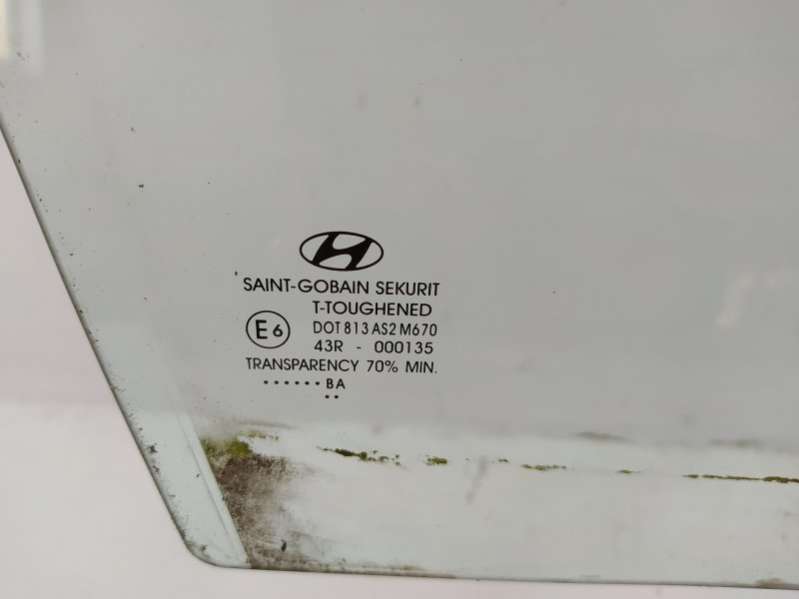 SAINT-GOBAIN SEKURIT
T-TOUGHENED
E6 DOT 813 AS2 M670
43R - 000135
TRANSPARENCY 70% MIN.
•••••• BA
••